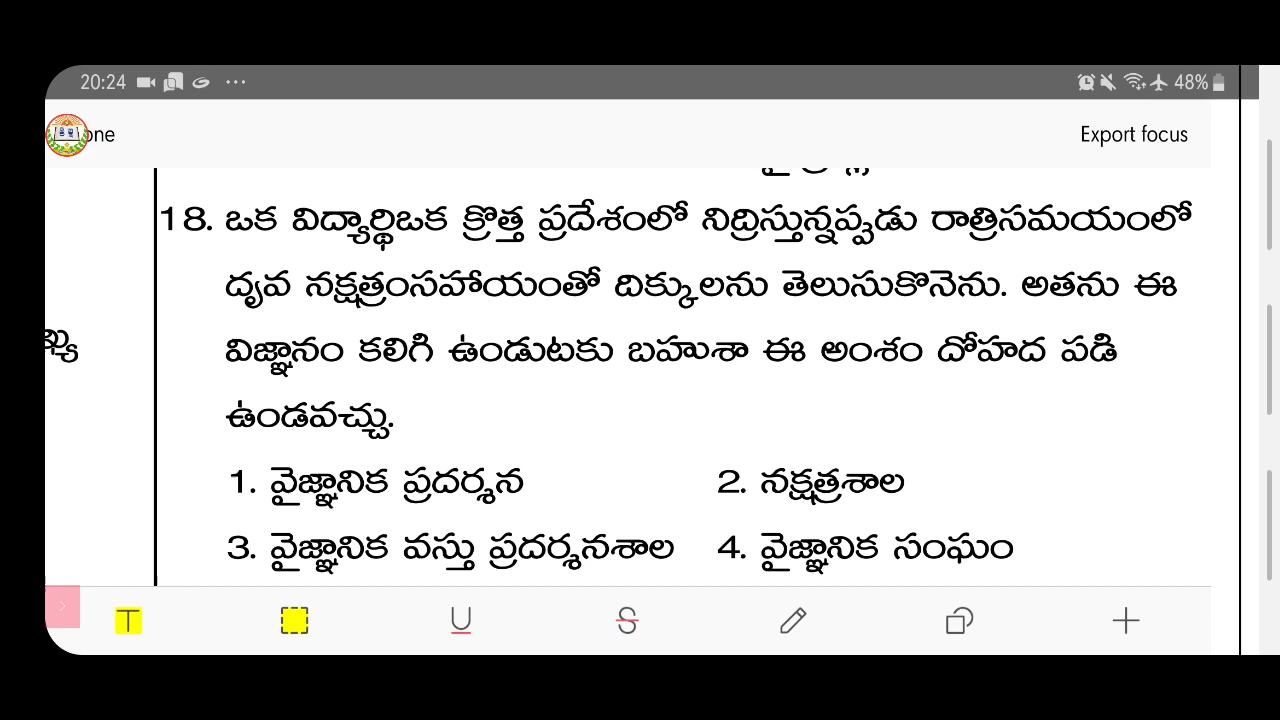 20:24 48%
one Export focus
18. ఒక విద్యార్థిఒక క్రొత్త ప్రదేశంలో నిద్రిస్తున్నప్పడు రాత్రిసమయంలో
దృవ నక్షత్రంసహాయంతో దిక్కులను తెలుసుకొనెను. అతను ఈ
విజ్ఞానం కలిగి ఉండుటకు బహుశా ఈ అంశం దోహద పడి
ఉండవచ్చు.
1. వైజ్ఞానిక ప్రదర్శన 2. నక్షత్రశాల
3. వైజ్ఞానిక వస్తు ప్రదర్శనశాల 4. వైజ్ఞానిక సంఘం